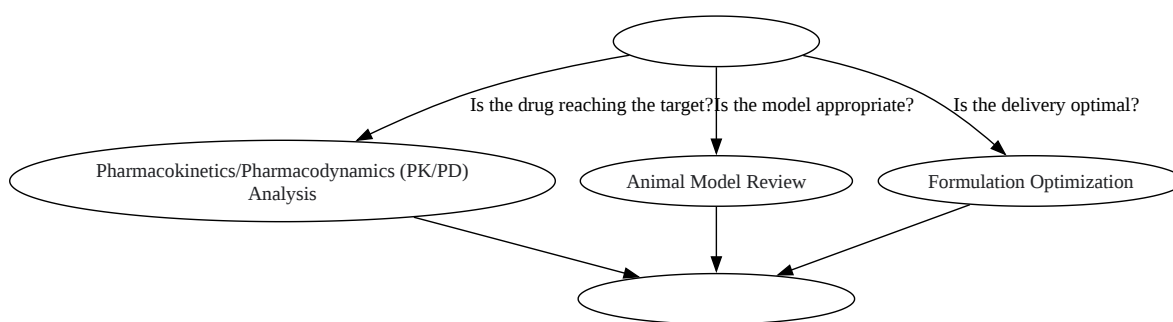 Is the drug reaching the target?
Is the model appropriate?
Is the delivery optimal?
Pharmacokinetics/Pharmacodynamics (PK/PD)
Analysis
Animal Model Review
Formulation Optimization